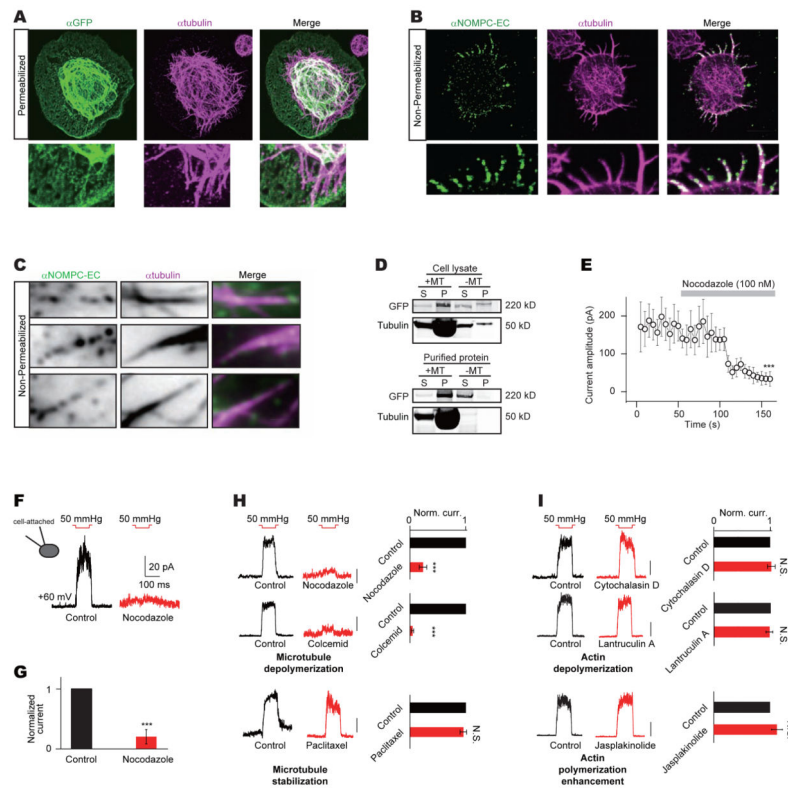 A
αGFP
αtubulin
Merge
Permeabilized
B
αNOMPC-EC
αtubulin
Merge
Non-Permeabilized
C
αNOMPC-EC
αtubulin
Merge
Non-Permeabilized
D
Cell lysate
+MT
-MT
S
P
S
P
GFP
220 kD
Tubulin
50 kD
Purified protein
+MT
-MT
S
P
S
P
GFP
220 kD
Tubulin
50 kD
E
Nocodazole (100 nM)
Current amplitude (pA)
200
100
0
***
0
50
100
150
Time (s)
F
cell-attached
50 mmHg
50 mmHg
20 pA
100 ms
+60 mV
Control
Nocodazole
G
Normalized
current
1
0
***
Control
Nocodazole
H
50 mmHg
50 mmHg
Control
Nocodazole
Norm. curr.
0
1
Control
Nocodazole
***
Control
Colcemid
Control
Colcemid
***
Microtubule
depolymerization
Control
Paclitaxel
Control
Paclitaxel
N.S.
Microtubule
stabilization
I
50 mmHg
50 mmHg
Control
Cytochalasin D
Norm. curr.
0
1
Control
Cytochalasin D
N.S.
Control
Lantruculin A
Control
Lantruculin A
N.S.
Actin
depolymerization
Control
Jasplakinolide
Control
Jasplakinolide
Actin
polymerization
enhancement